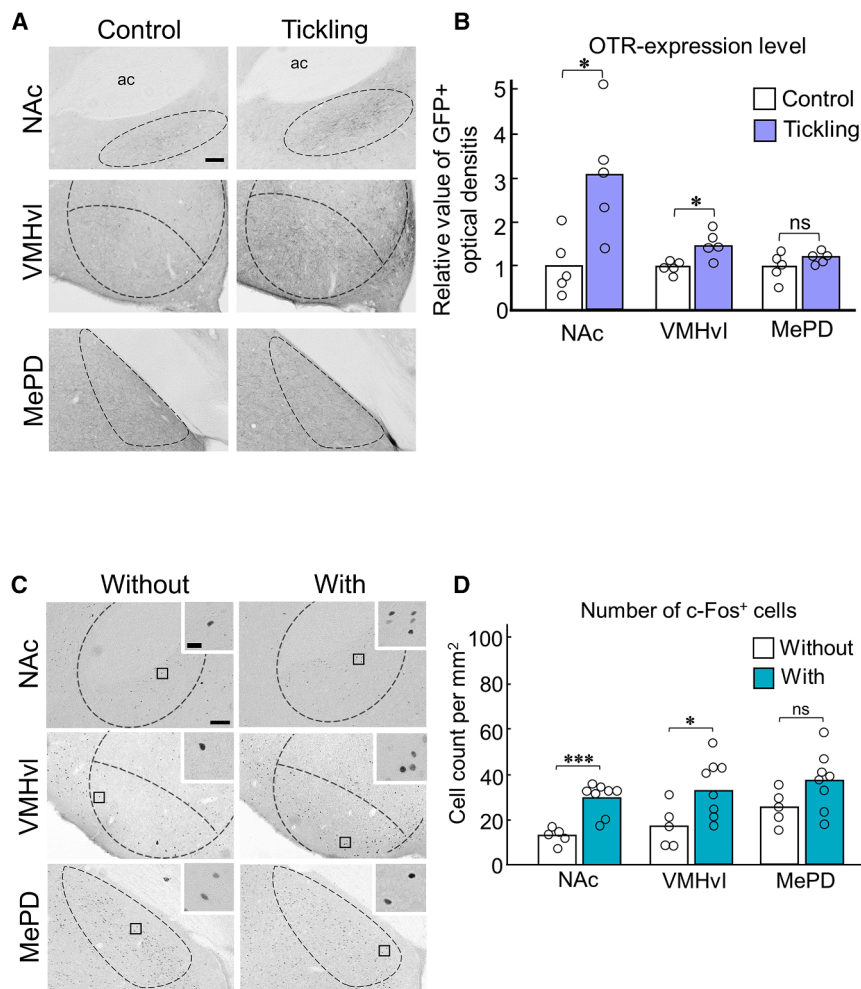 A
Control
Tickling
NAc
ac
ac
VMHvl
MePD
B
OTR-expression level
Relative value of GFP+
optical densitis
5
4
3
2
1
0
*
*
ns
Control
Tickling
NAc
VMHvl
MePD
C
Without
With
NAc
VMHvl
MePD
D
Number of c-Fos⁺ cells
Cell count per mm²
100
80
60
40
20
0
***
*
ns
Without
With
NAc
VMHvl
MePD